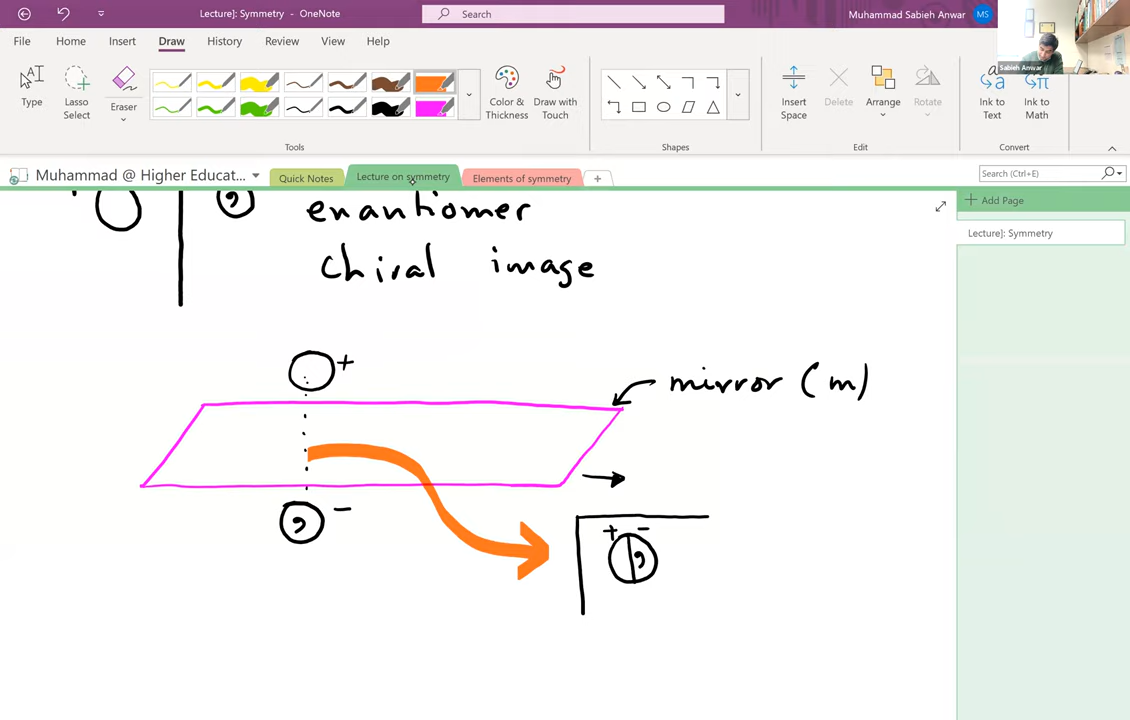 Lecture]: Symmetry - OneNote
Search
Muhammad Sabieh Anwar
MS
File Home Insert Draw History Review View Help
Sabieh Anwar
Type
Lasso Select
Eraser
Color & Thickness
Draw with Touch
Insert Space
Delete
Arrange
Rotate
Ink to Text
Ink to Math
Tools
Shapes
Edit
Convert
Muhammad @ Higher Educat...
Quick Notes
Lecture on symmetry
Elements of symmetry
+
Search (Ctrl+E)
Add Page
Lecture]: Symmetry
,
enantiomer
chiral image
+
mirror (m)
, -
+ -
,